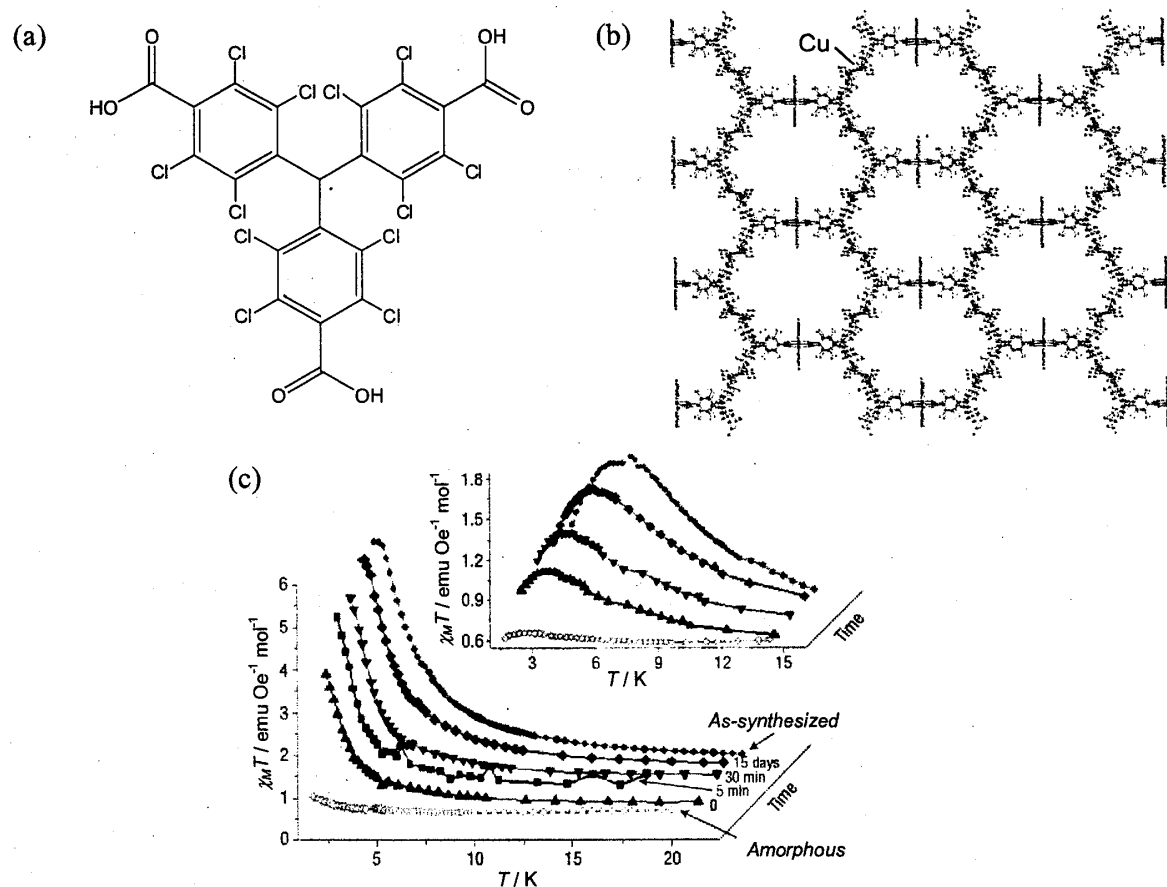 (a)
O
OH
HO
O
Cl
Cl
Cl
Cl
Cl
Cl
Cl
Cl
Cl
Cl
Cl
Cl
O
OH
(b)
Cu
(c)
χMT / emu Oe⁻¹ mol⁻¹
1.8
1.5
1.2
0.9
0.6
3
6
9
12
15
T / K
Time
χMT / emu Oe⁻¹ mol⁻¹
6
5
4
3
2
1
0
5
10
15
20
T / K
As-synthesized
15 days
30 min
5 min
0
Time
Amorphous